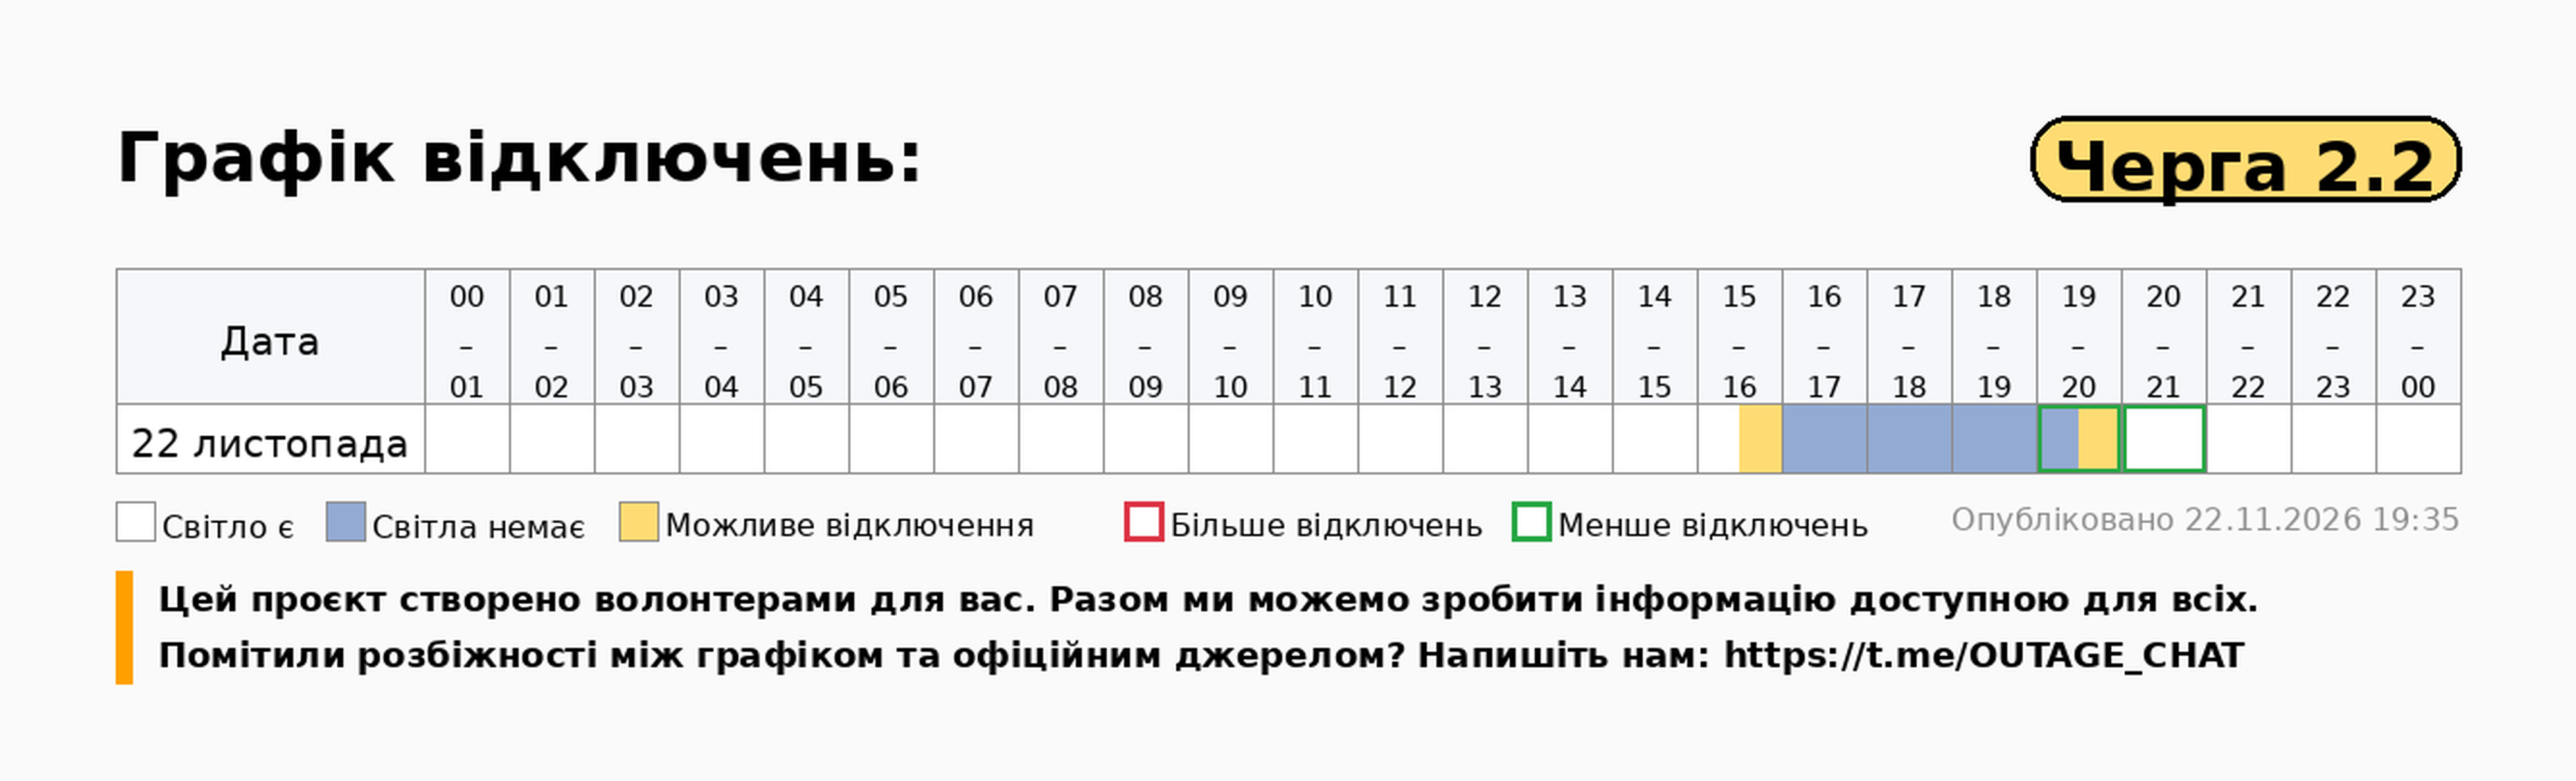 Графік відключень:
Черга 2.2
Дата
00 – 01
01 – 02
02 – 03
03 – 04
04 – 05
05 – 06
06 – 07
07 – 08
08 – 09
09 – 10
10 – 11
11 – 12
12 – 13
13 – 14
14 – 15
15 – 16
16 – 17
17 – 18
18 – 19
19 – 20
20 – 21
21 – 22
22 – 23
23 – 00
22 листопада
Світло є
Світла немає
Можливе відключення
Більше відключень
Менше відключень
Опубліковано 22.11.2026 19:35
Цей проєкт створено волонтерами для вас. Разом ми можемо зробити інформацію доступною для всіх.
Помітили розбіжності між графіком та офіційним джерелом? Напишіть нам: https://t.me/OUTAGE_CHAT